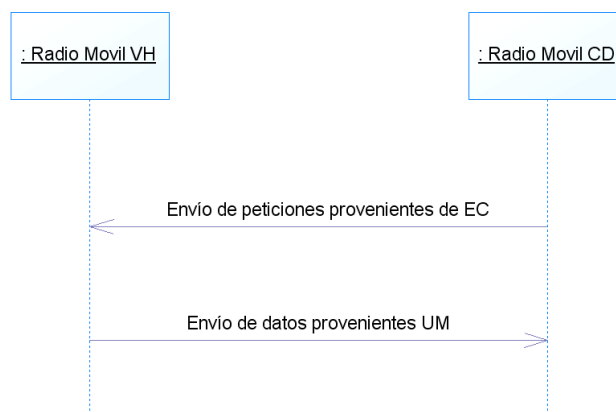 : Radio Movil VH
: Radio Movil CD
Envío de peticiones provenientes de EC
Envío de datos provenientes UM